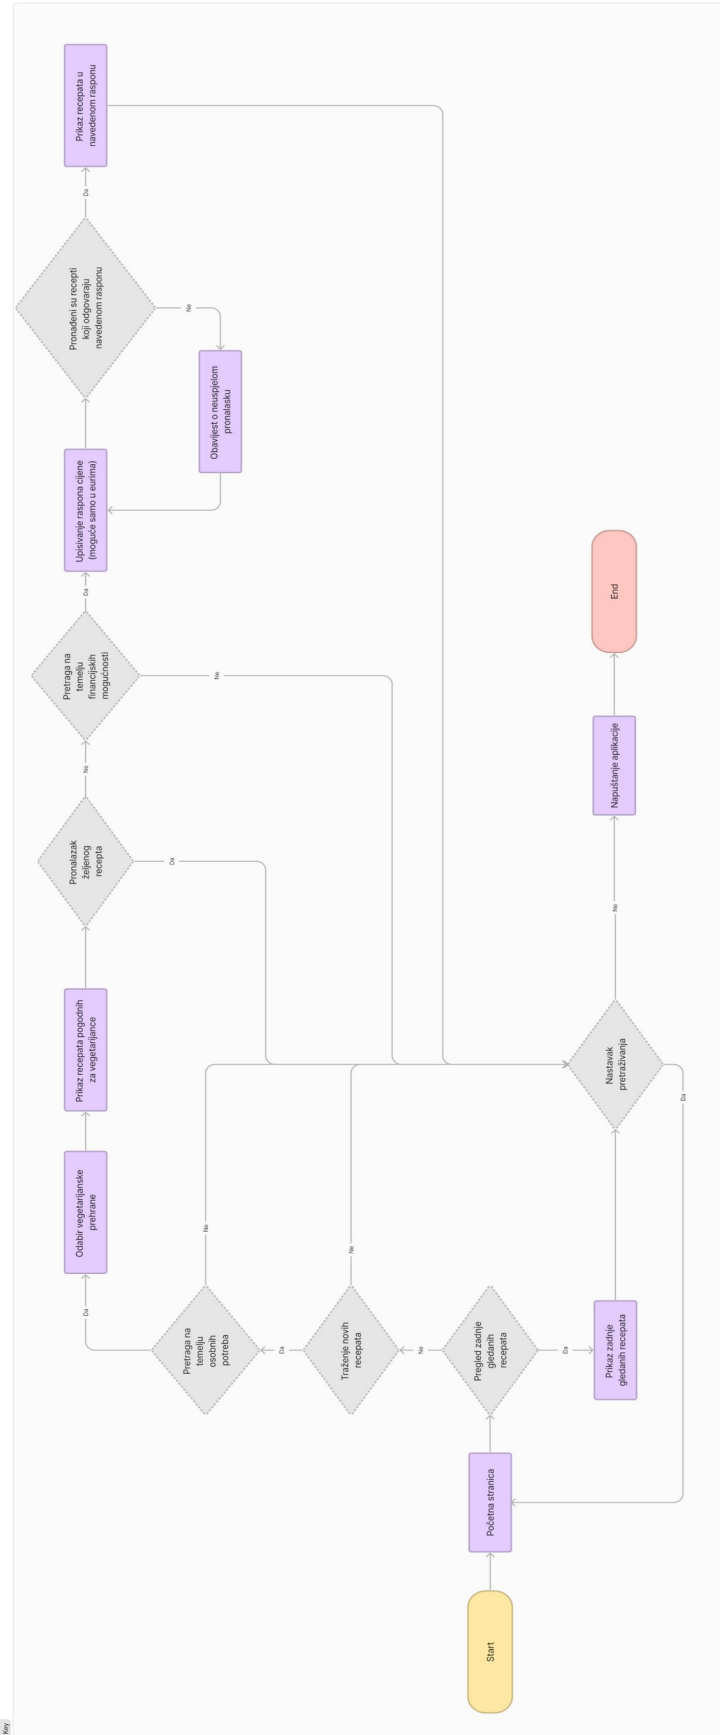 Key
Start
Početna stranica
Pregled zadnje
gledanih
recepata
Da
Prikaz zadnje
gledanih recepata
Ne
Traženje novih
recepata
Ne
Da
Pretraga na
temelju
osobnih
potreba
Ne
Da
Odabir vegetarijanske
prehrane
Prikaz recepata pogodnih
za vegetarijance
Pronalazak
željenog
recepta
Da
Ne
Pretraga na
temelju
financijskih
mogućnosti
Ne
Da
Upisivanje raspona cijene
(moguće samo u eurima)
Pronađeni su recepti
koji odgovaraju
navedenom rasponu
Ne
Obavijest o neuspjelom
pronalasku
Da
Prikaz recepata u
navedenom rasponu
Nastavak
pretraživanja
Da
Ne
Napuštanje aplikacije
End